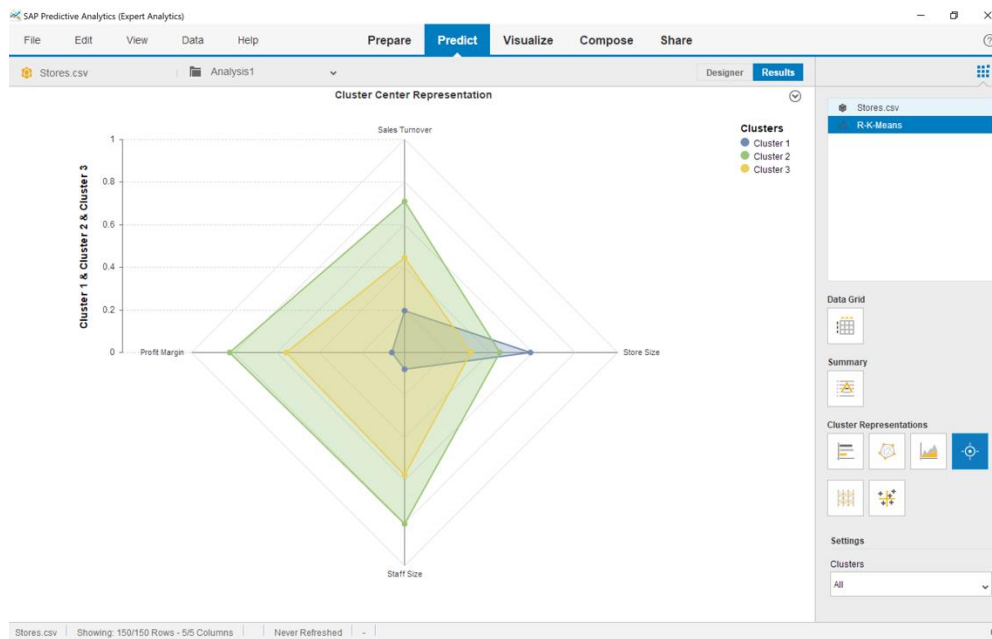 SAP Predictive Analytics (Expert Analytics)
File Edit View Data Help Prepare Predict Visualize Compose Share
Stores.csv Analysis1 Designer Results
Cluster Center Representation
Sales Turnover
Clusters
Cluster 1
Cluster 2
Cluster 3
1
0.8
0.6
0.4
0.2
0
Cluster 1 & Cluster 2 & Cluster 3
Profit Margin
Store Size
Staff Size
Stores.csv
R-K-Means
Data Grid
Summary
Cluster Representations
Settings
Clusters
All
Stores.csv Showing: 150/150 Rows - 5/5 Columns Never Refreshed -